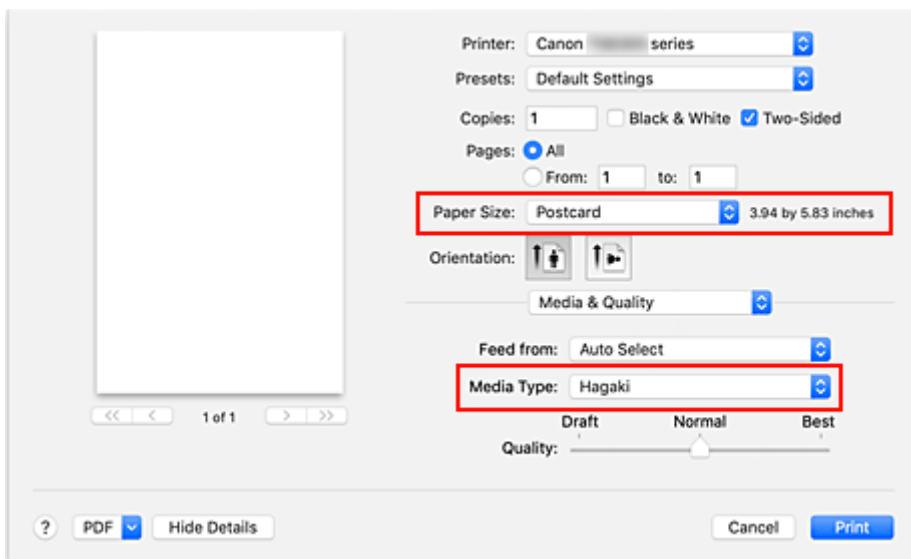 Printer: Canon series
Presets: Default Settings
Copies: 1 Black & White Two-Sided
Pages: All
From: 1 to: 1
Paper Size: Postcard 3.94 by 5.83 inches
Orientation:
Media & Quality
Feed from: Auto Select
Media Type: Hagaki
<< < 1 of 1 > >>
Draft Normal Best
Quality:
? PDF Hide Details Cancel Print